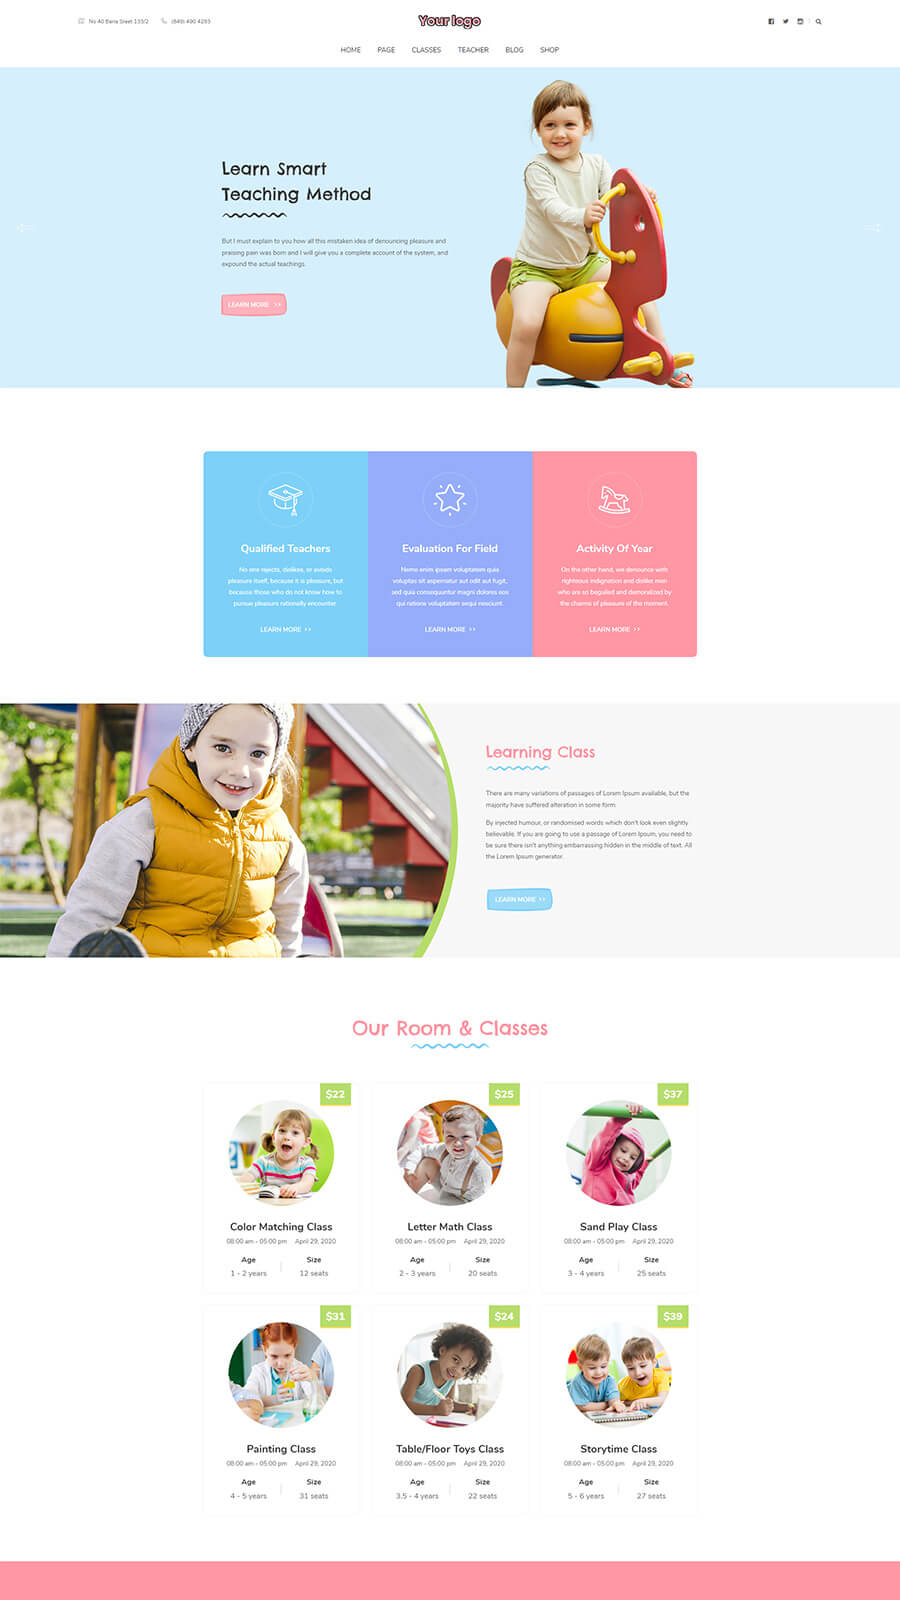 No 40 Baria Sreet 133/2
(848) 490 4283
Your logo
HOME PAGE CLASSES TEACHER BLOG SHOP
Learn Smart
Teaching Method
But I must explain to you how all this mistaken idea of denouncing pleasure and
praising pain was born and I will give you a complete account of the system, and
expound the actual teachings.
LEARN MORE >>
Qualified Teachers
No one rejects, dislikes, or avoids
pleasure itself, because it is pleasure, but
because those who do not know how to
pursue pleasure rationally encounter
LEARN MORE >>
Evaluation For Field
Nemo enim ipsam voluptatem quia
voluptas sit aspernatur aut odit aut fugit,
sed quia consequuntur magni dolores eos
qui ratione voluptatem sequi nesciunt.
LEARN MORE >>
Activity Of Year
On the other hand, we denounce with
righteous indignation and dislike men
who are so beguiled and demoralized by
the charms of pleasure of the moment.
LEARN MORE >>
Learning Class
There are many variations of passages of Lorem Ipsum available, but the
majority have suffered alteration in some form.
By injected humour, or randomised words which don't look even slightly
believable. If you are going to use a passage of Lorem Ipsum, you need to
be sure there isn't anything embarrassing hidden in the middle of text. All
the Lorem Ipsum generator.
LEARN MORE >>
Our Room & Classes
$22
Color Matching Class
08:00 am - 05:00 pm April 29, 2020
Age Size
1 - 2 years 12 seats
$25
Letter Math Class
08:00 am - 05:00 pm April 29, 2020
Age Size
2 - 3 years 20 seats
$37
Sand Play Class
08:00 am - 05:00 pm April 29, 2020
Age Size
3 - 4 years 25 seats
$31
Painting Class
08:00 am - 05:00 pm April 29, 2020
Age Size
4 - 5 years 31 seats
$24
Table/Floor Toys Class
08:00 am - 05:00 pm April 29, 2020
Age Size
3.5 - 4 years 22 seats
$39
Storytime Class
08:00 am - 05:00 pm April 29, 2020
Age Size
5 - 6 years 27 seats